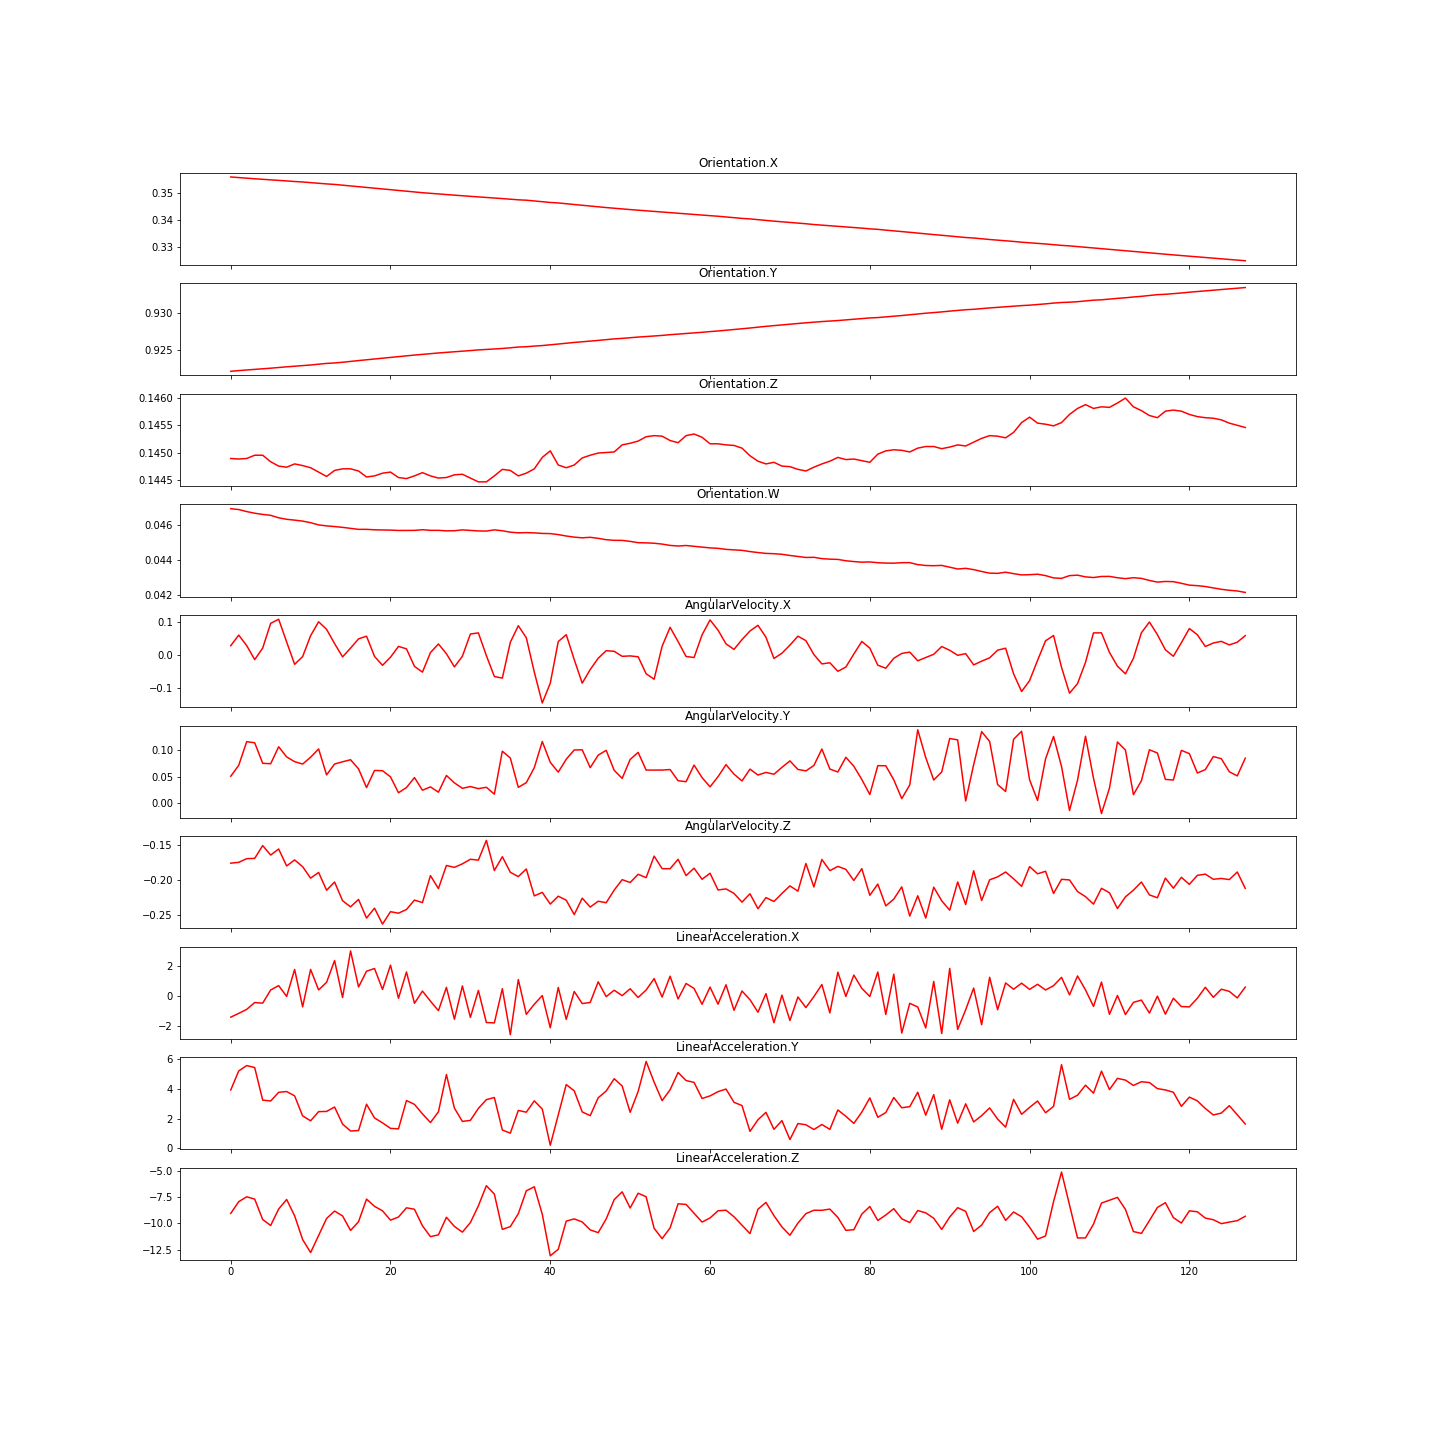 Orientation.X
0.35
0.34
0.33
Orientation.Y
0.930
0.925
Orientation.Z
0.1460
0.1455
0.1450
0.1445
Orientation.W
0.046
0.044
0.042
AngularVelocity.X
0.1
0.0
−0.1
AngularVelocity.Y
0.10
0.05
0.00
AngularVelocity.Z
−0.15
−0.20
−0.25
LinearAcceleration.X
2
0
−2
LinearAcceleration.Y
6
4
2
0
LinearAcceleration.Z
−5.0
−7.5
−10.0
−12.5
0 20 40 60 80 100 120